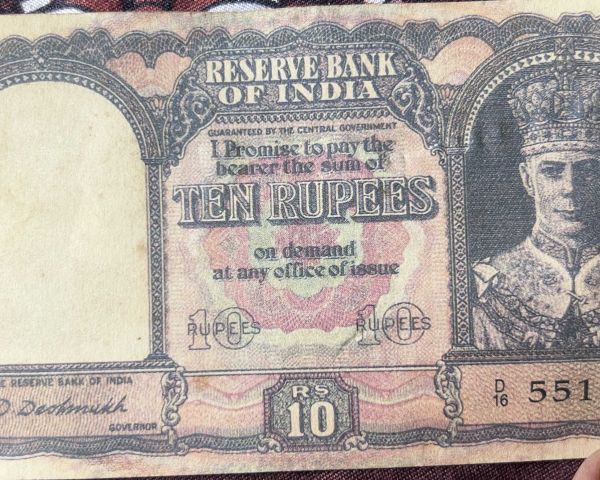 RESERVE BANK
OF INDIA
GUARANTEED BY THE CENTRAL GOVERNMENT
I Promise to pay the
bearer the sum of
TEN RUPEES
on demand
at any office of issue
10 RUPEES
10 RUPEES
E RESERVE BANK OF INDIA
D Deshmukh
GOVERNOR
RS
10
D/16 551